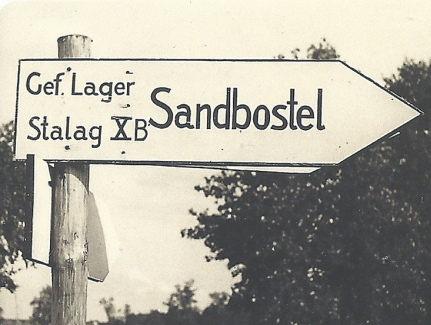 Gef. Lager
Stalag XB
Sandbostel